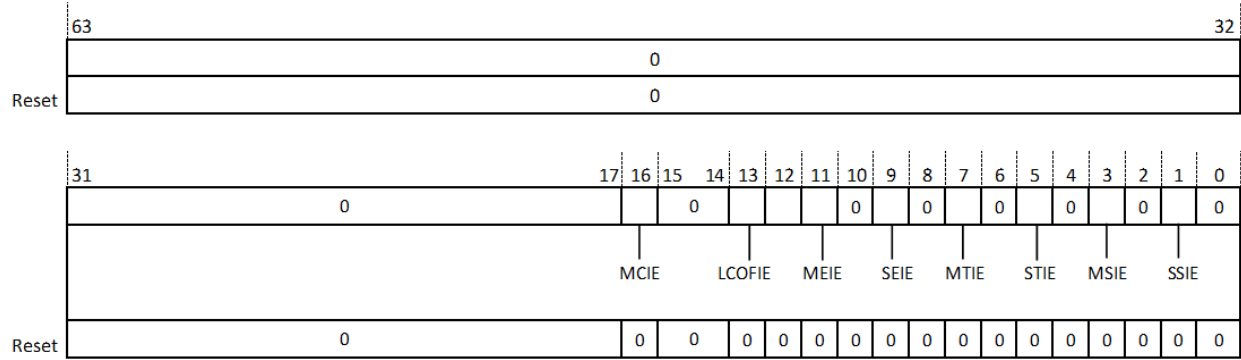 63 32
0
Reset 0
31 17 16 15 14 13 12 11 10 9 8 7 6 5 4 3 2 1 0
0 0 0 0 0 0 0 0
MCIE LCOFIE MEIE SEIE MTIE STIE MSIE SSIE
Reset 0 0 0 0 0 0 0 0 0 0 0 0 0 0 0 0 0